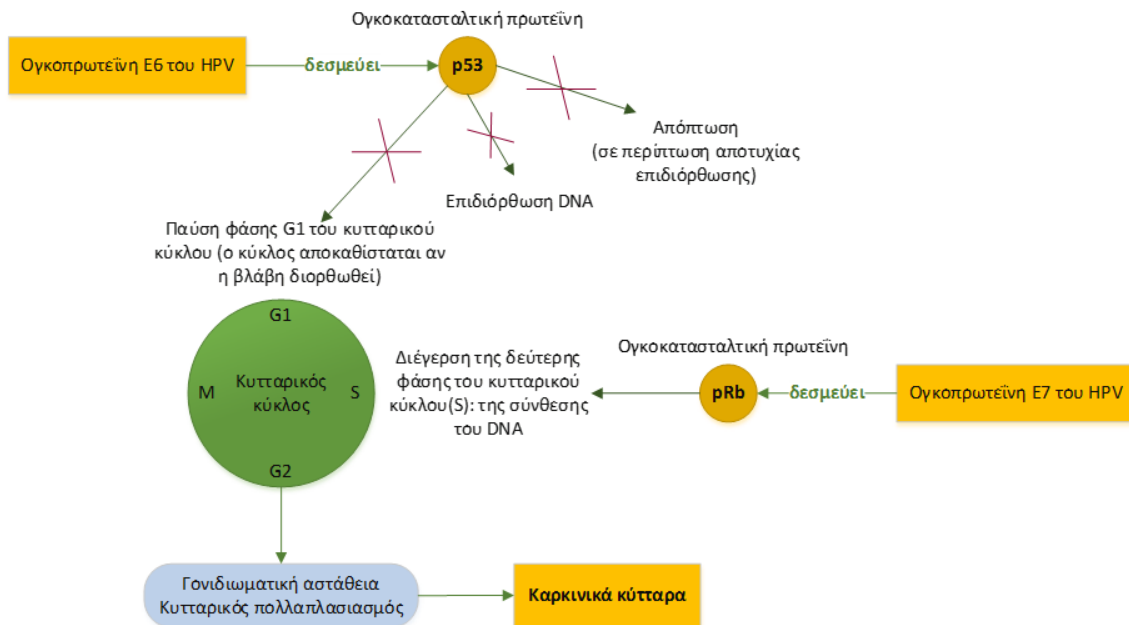 Ογκοκατασταλτική πρωτεΐνη
Ογκοπρωτεΐνη Ε6 του HPV
δεσμεύει
p53
Απόπτωση
(σε περίπτωση αποτυχίας
επιδιόρθωσης)
Επιδιόρθωση DNA
Παύση φάσης G1 του κυτταρικού
κύκλου (ο κύκλος αποκαθίσταται αν
η βλάβη διορθωθεί)
G1
M
Κυτταρικός
κύκλος
S
G2
Διέγερση της δεύτερης
φάσης του κυτταρικού
κύκλου(S): της σύνθεσης
του DNA
Ογκοκατασταλτική πρωτεΐνη
pRb
δεσμεύει
Ογκοπρωτεΐνη Ε7 του HPV
Γονιδιωματική αστάθεια
Κυτταρικός πολλαπλασιασμός
Καρκινικά κύτταρα